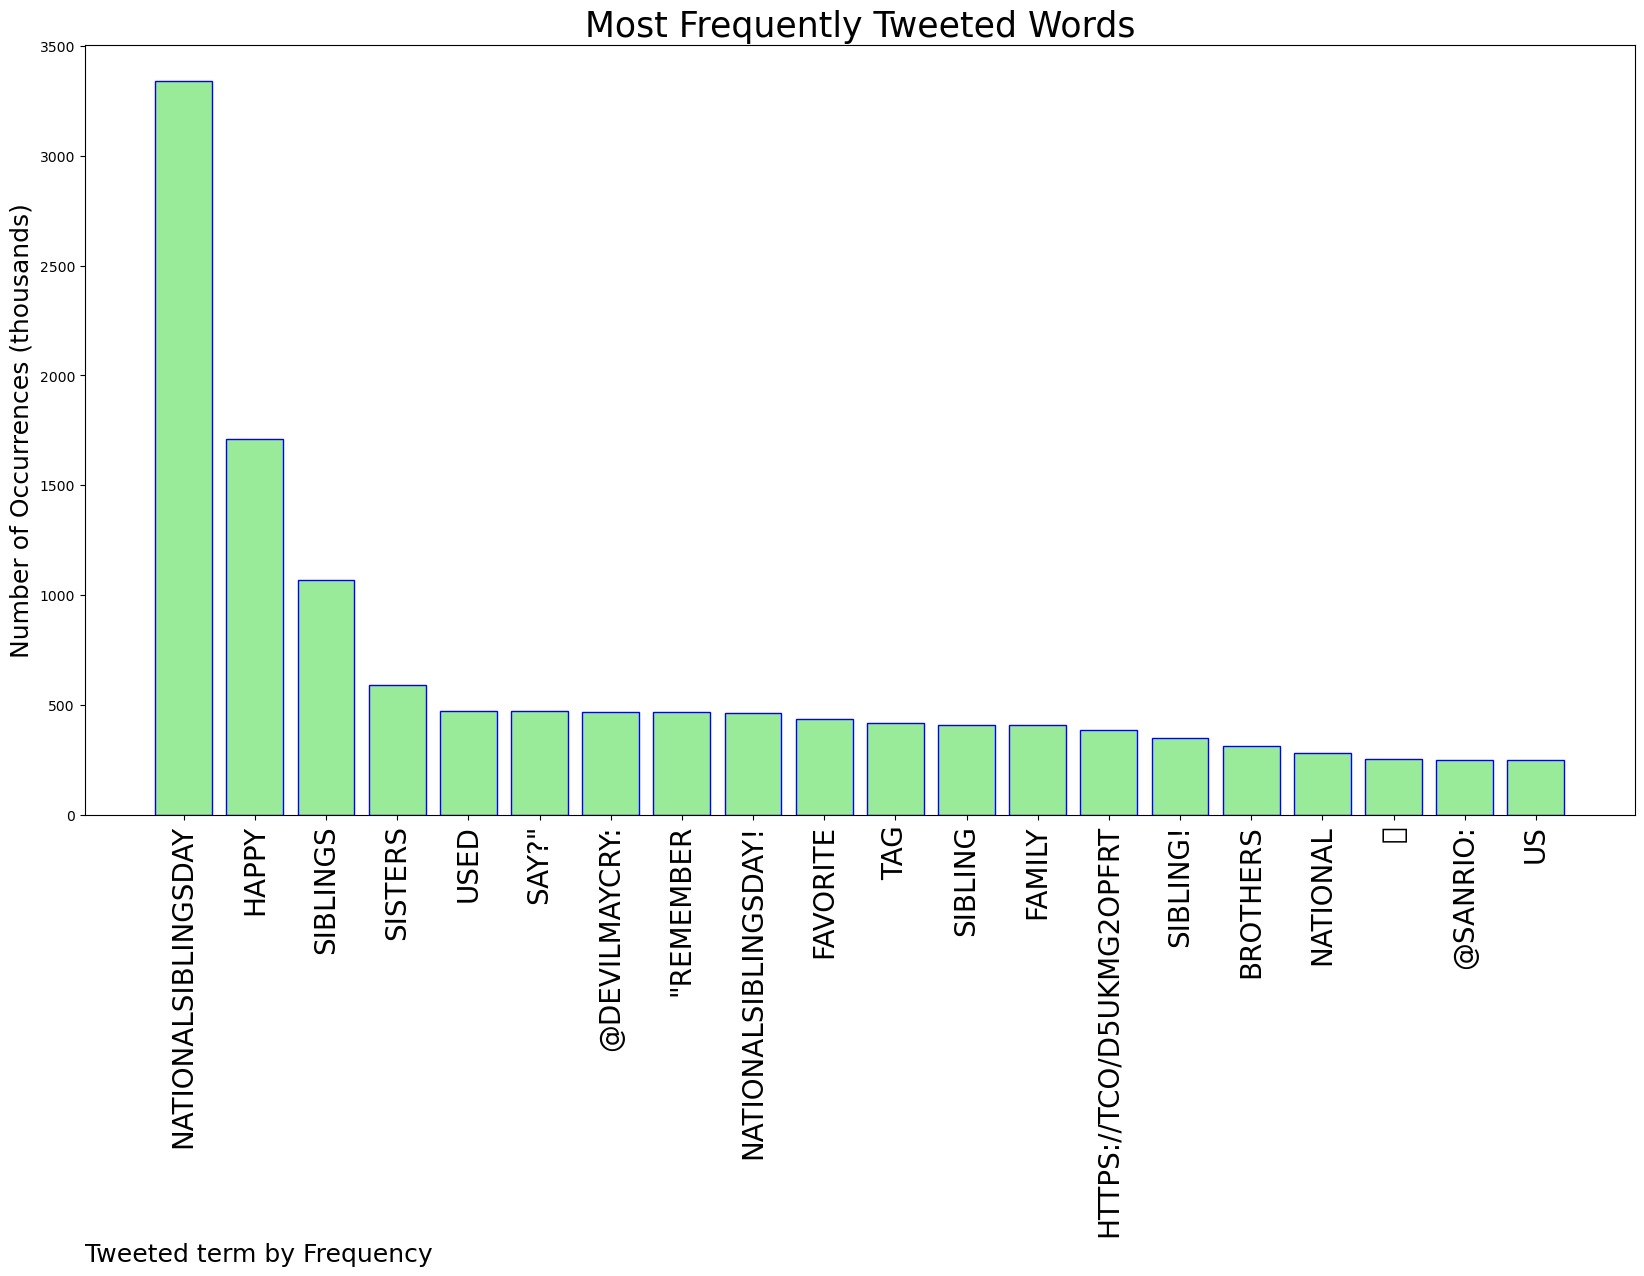 Most Frequently Tweeted Words
Number of Occurrences (thousands)
3500
3000
2500
2000
1500
1000
500
0
NATIONALSIBLINGSDAY
HAPPY
SIBLINGS
SISTERS
USED
SAY?"
@DEVILMAYCRY:
"REMEMBER
NATIONALSIBLINGSDAY!
FAVORITE
TAG
SIBLING
FAMILY
HTTPS://TCO/D5UKMG2OPFRT
SIBLING!
BROTHERS
NATIONAL
@SANRIO:
US
Tweeted term by Frequency